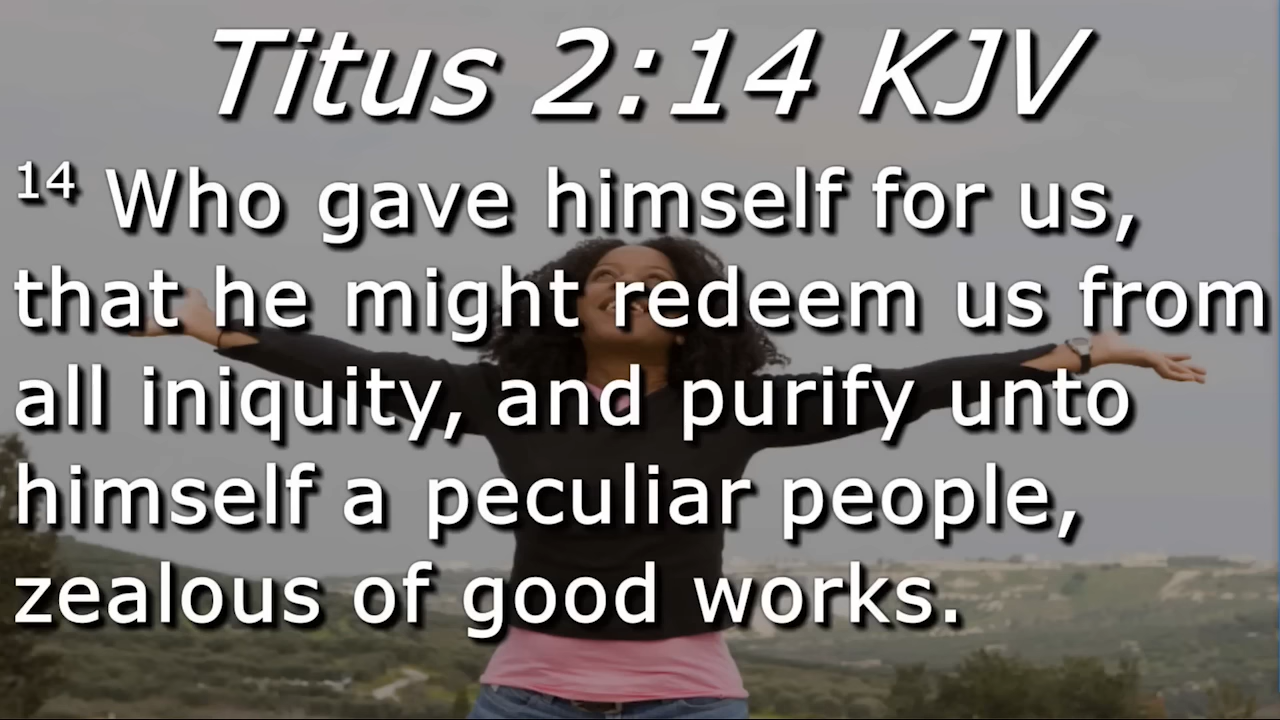 Titus 2:14 KJV
14 Who gave himself for us,
that he might redeem us from
all iniquity, and purify unto
himself a peculiar people,
zealous of good works.